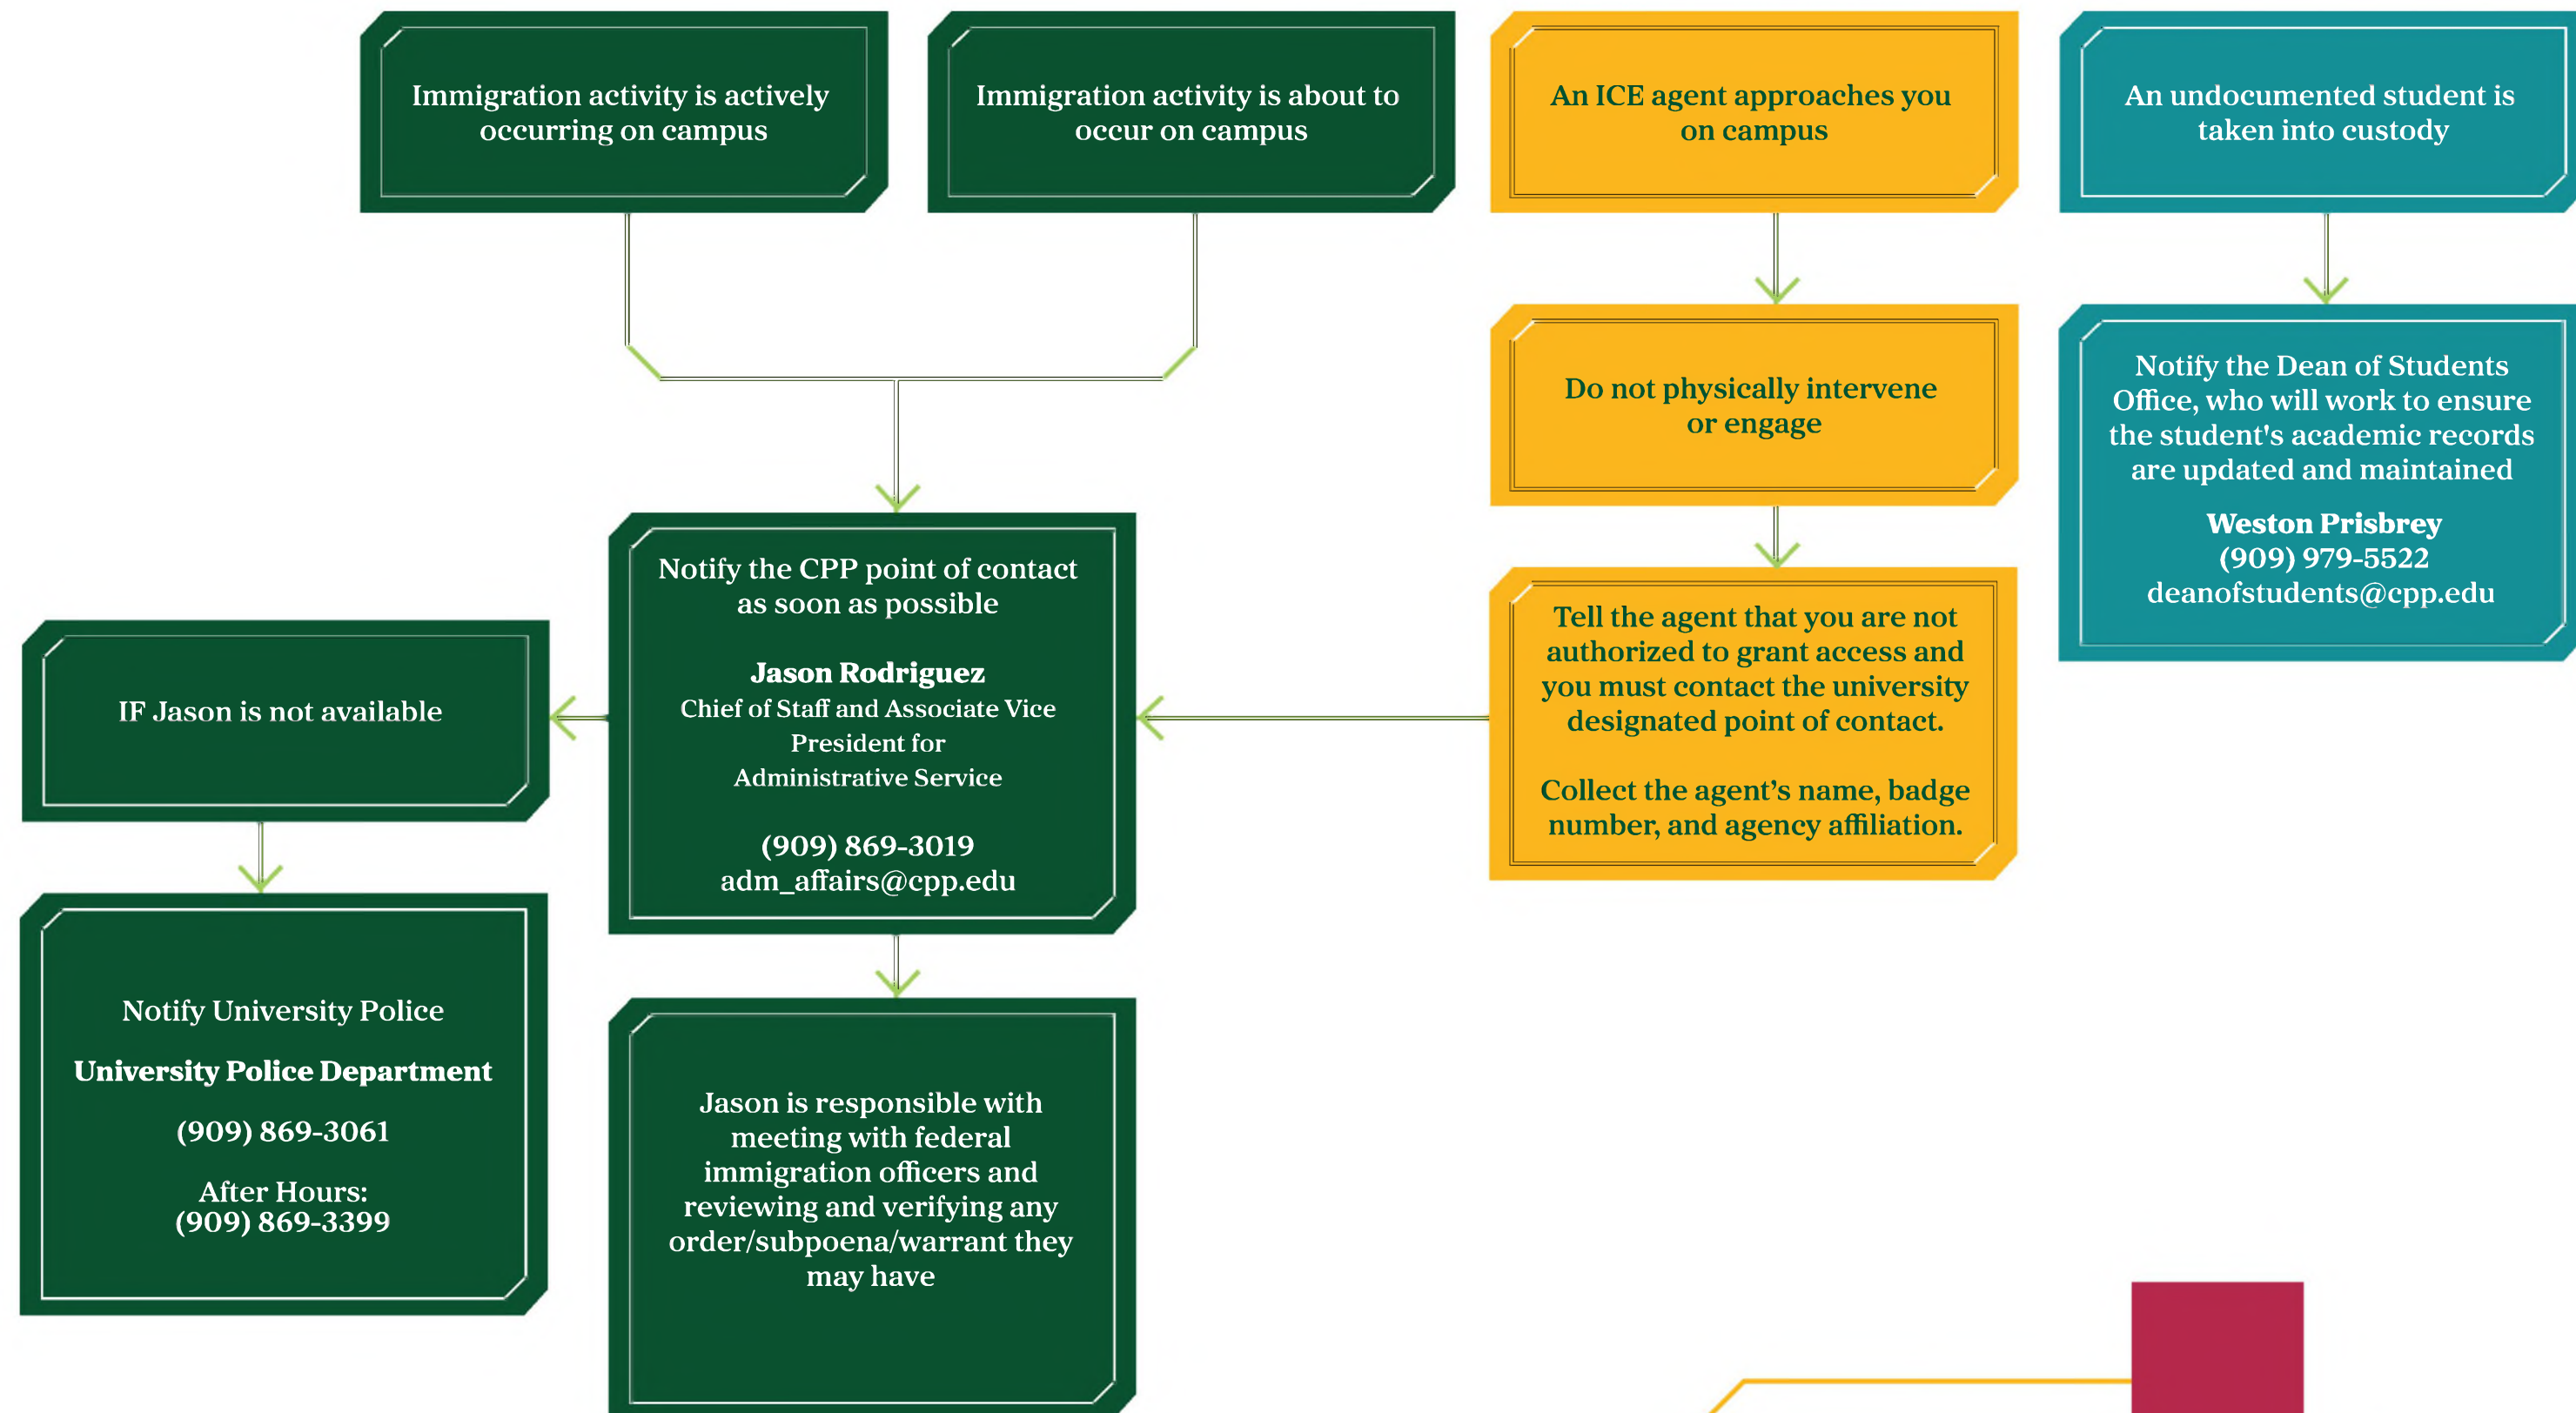 Immigration activity is actively
occurring on campus
Immigration activity is about to
occur on campus
An ICE agent approaches you
on campus
An undocumented student is
taken into custody
Do not physically intervene
or engage
Notify the Dean of Students
Office, who will work to ensure
the student's academic records
are updated and maintained
Weston Prisbrey
(909) 979-5522
deanofstudents@cpp.edu
Tell the agent that you are not
authorized to grant access and
you must contact the university
designated point of contact.
Collect the agent’s name, badge
number, and agency affiliation.
Notify the CPP point of contact
as soon as possible
Jason Rodriguez
Chief of Staff and Associate Vice
President for
Administrative Service
(909) 869-3019
adm_affairs@cpp.edu
IF Jason is not available
Notify University Police
University Police Department
(909) 869-3061
After Hours:
(909) 869-3399
Jason is responsible with
meeting with federal
immigration officers and
reviewing and verifying any
order/subpoena/warrant they
may have